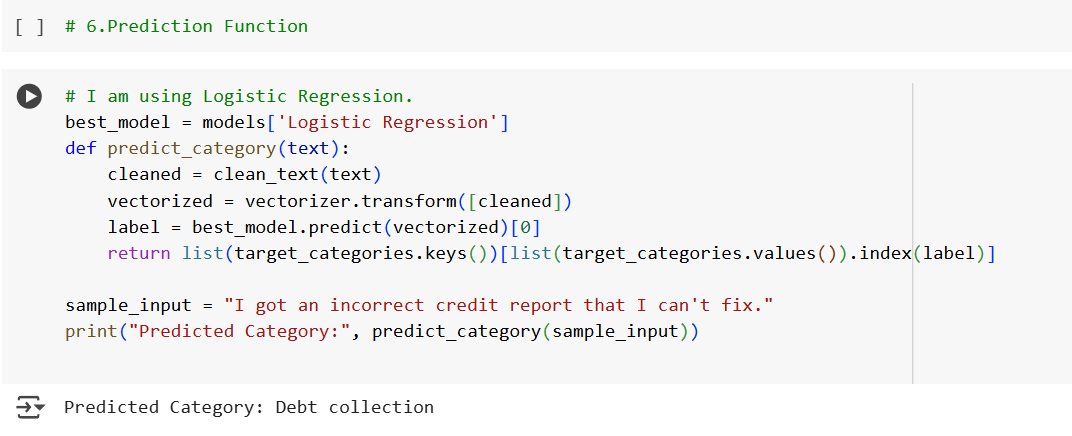 [ ] # 6.Prediction Function
# I am using Logistic Regression.
best_model = models['Logistic Regression']
def predict_category(text):
    cleaned = clean_text(text)
    vectorized = vectorizer.transform([cleaned])
    label = best_model.predict(vectorized)[0]
    return list(target_categories.keys())[list(target_categories.values()).index(label)]
sample_input = "I got an incorrect credit report that I can't fix."
print("Predicted Category:", predict_category(sample_input))
Predicted Category: Debt collection